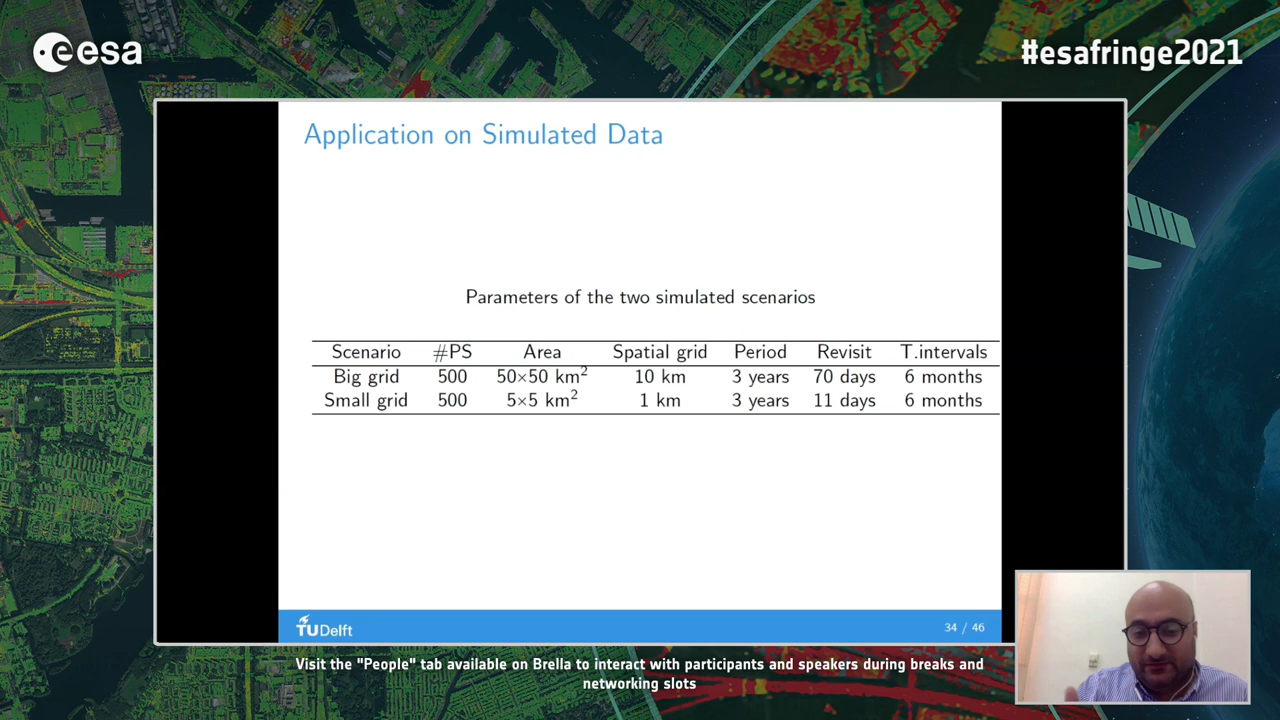 esa
#esafringe2021
Application on Simulated Data
Parameters of the two simulated scenarios
Scenario #PS Area Spatial grid Period Revisit T.intervals
Big grid 500 50×50 km² 10 km 3 years 70 days 6 months
Small grid 500 5×5 km² 1 km 3 years 11 days 6 months
TUDelft
34 / 46
Visit the "People" tab available on Brella to interact with participants and speakers during breaks and
networking slots